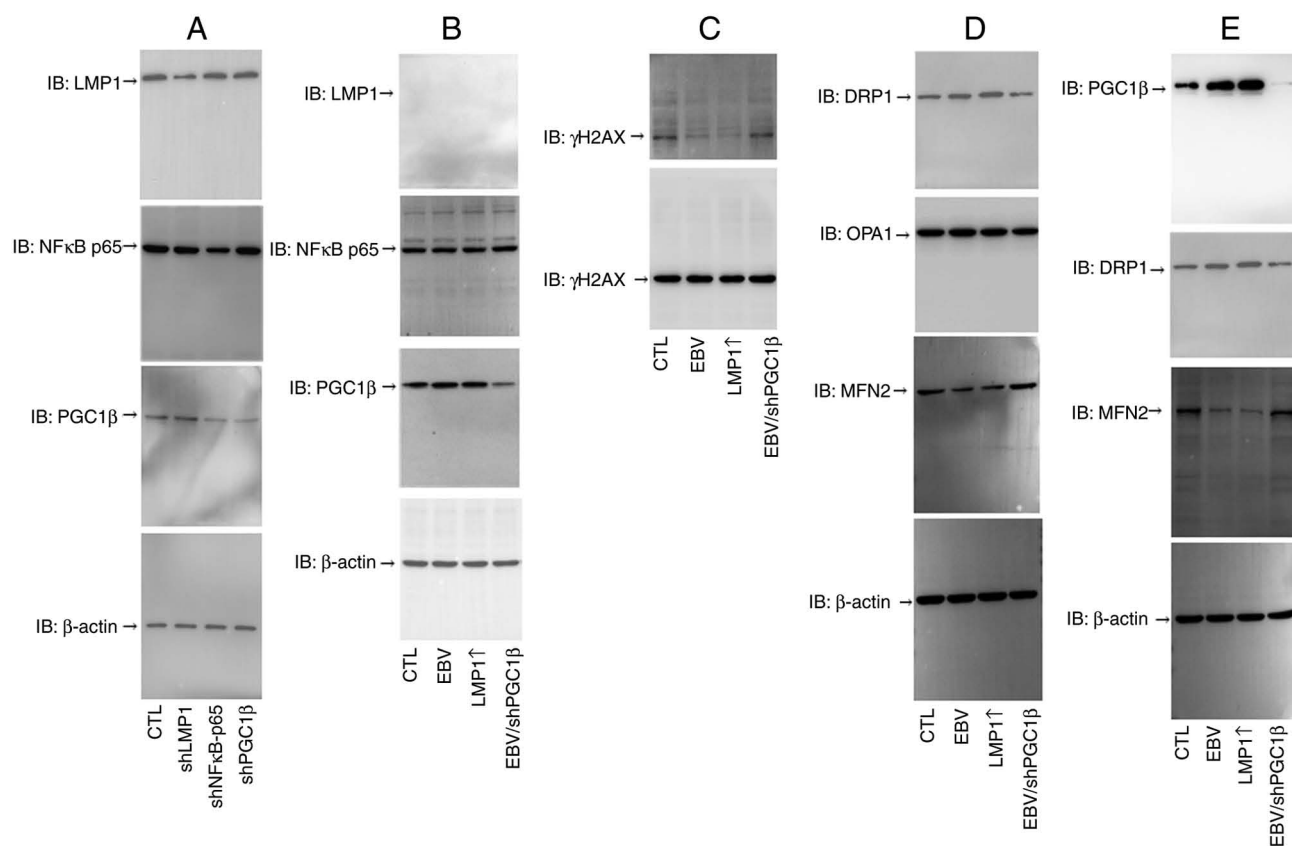 A
IB: LMP1→
IB: NFκB p65→
IB: PGC1β→
IB: β-actin→
CTL
shLMP1
shNFκB-p65
shPGC1β
B
IB: LMP1→
IB: NFκB p65→
IB: PGC1β→
IB: β-actin→
CTL
EBV
LMP1↑
EBV/shPGC1β
C
IB: γH2AX→
IB: γH2AX→
CTL
EBV
LMP1↑
EBV/shPGC1β
D
IB: DRP1→
IB: OPA1→
IB: MFN2→
IB: β-actin→
CTL
EBV
LMP1↑
EBV/shPGC1β
E
IB: PGC1β→
IB: DRP1→
IB: MFN2→
IB: β-actin→
CTL
EBV
LMP1↑
EBV/shPGC1β